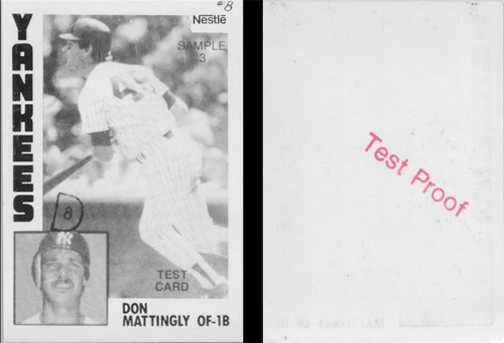 #8
Nestlé
YANKEES
SAMPLE
3
8
TEST
CARD
DON
MATTINGLY OF-1B
Test Proof